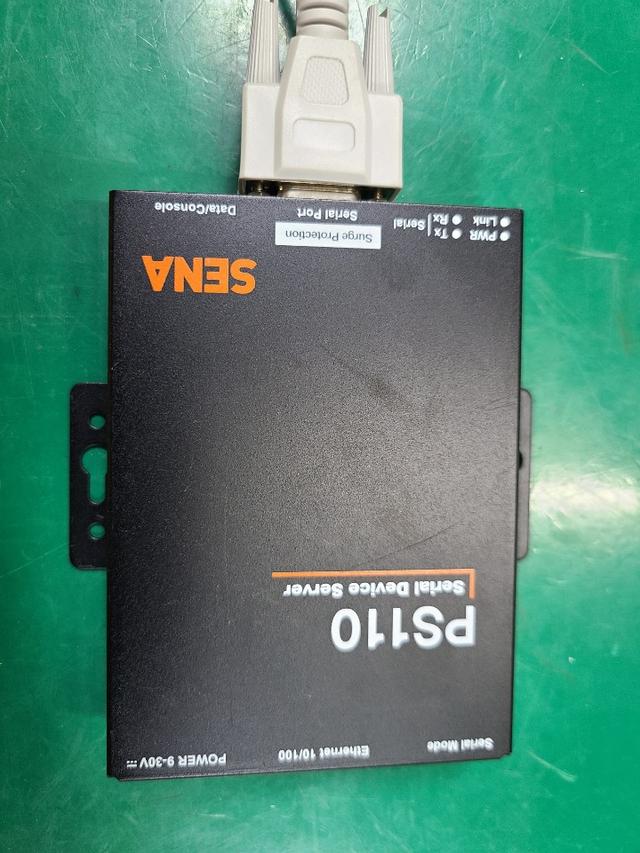 Serial Mode
Ethernet 10/100
POWER 9-30V
PS110
Serial Device Server
SENA
PWR
Link
Tx
Rx
Serial
Surge Protection
Serial Port
Data/Console